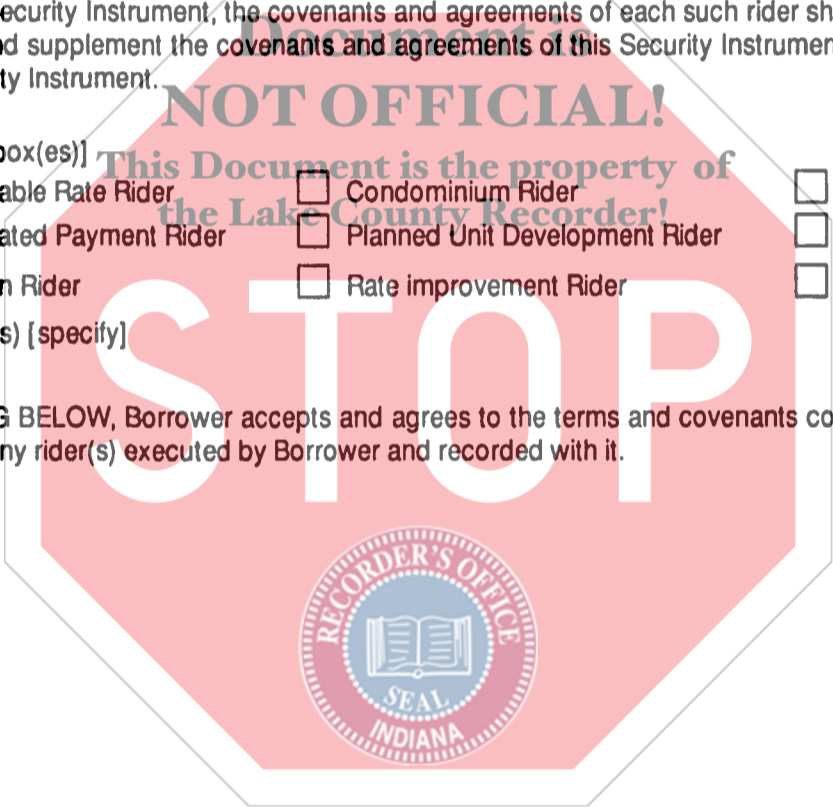 ecurity Instrument, the covenants and agreements of each such rider sh
d supplement the covenants and agreements of this Security Instrumen
ty Instrument.
Document is
NOT OFFICIAL!
This Document is the property of
the Lake County Recorder!
box(es)]
able Rate Rider Condominium Rider
ated Payment Rider Planned Unit Development Rider
n Rider Rate improvement Rider
s) [specify]
STOP
G BELOW, Borrower accepts and agrees to the terms and covenants co
ny rider(s) executed by Borrower and recorded with it.
RECORDER'S OFFICE
SEAL
INDIANA